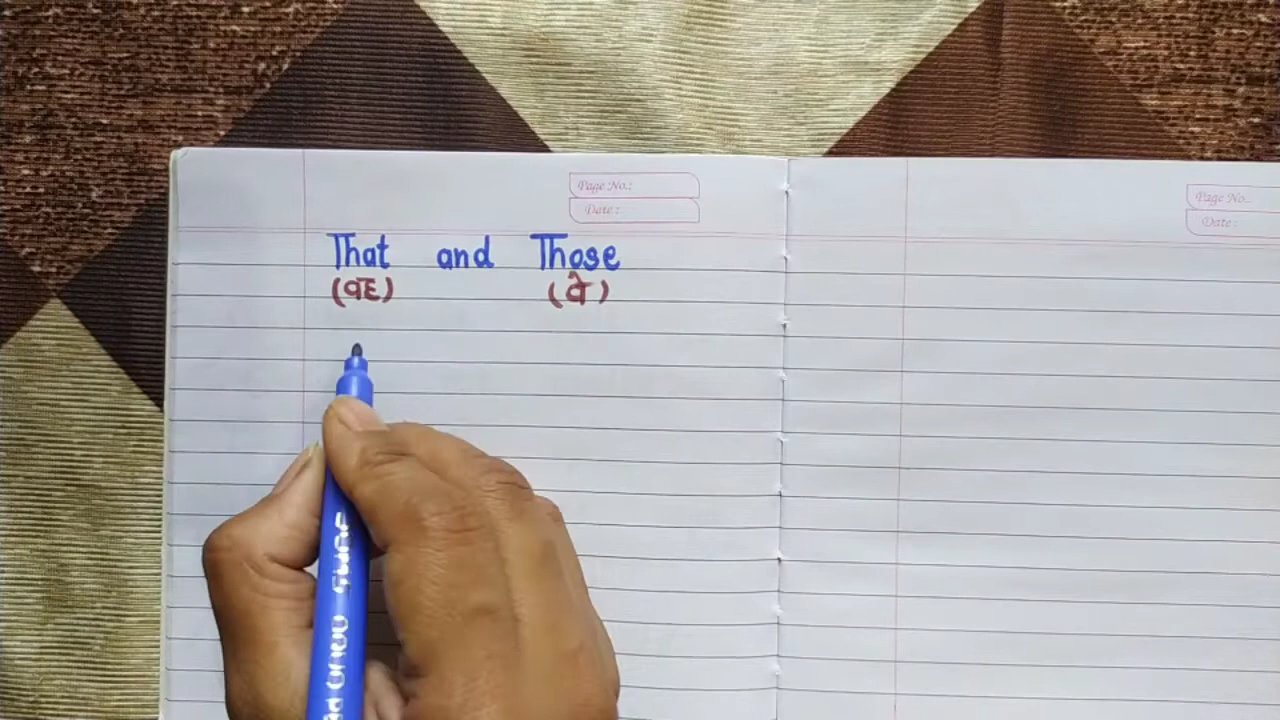 Page No.:
Date :
That and Those
(वह) (वे)
Page No.:
Date :